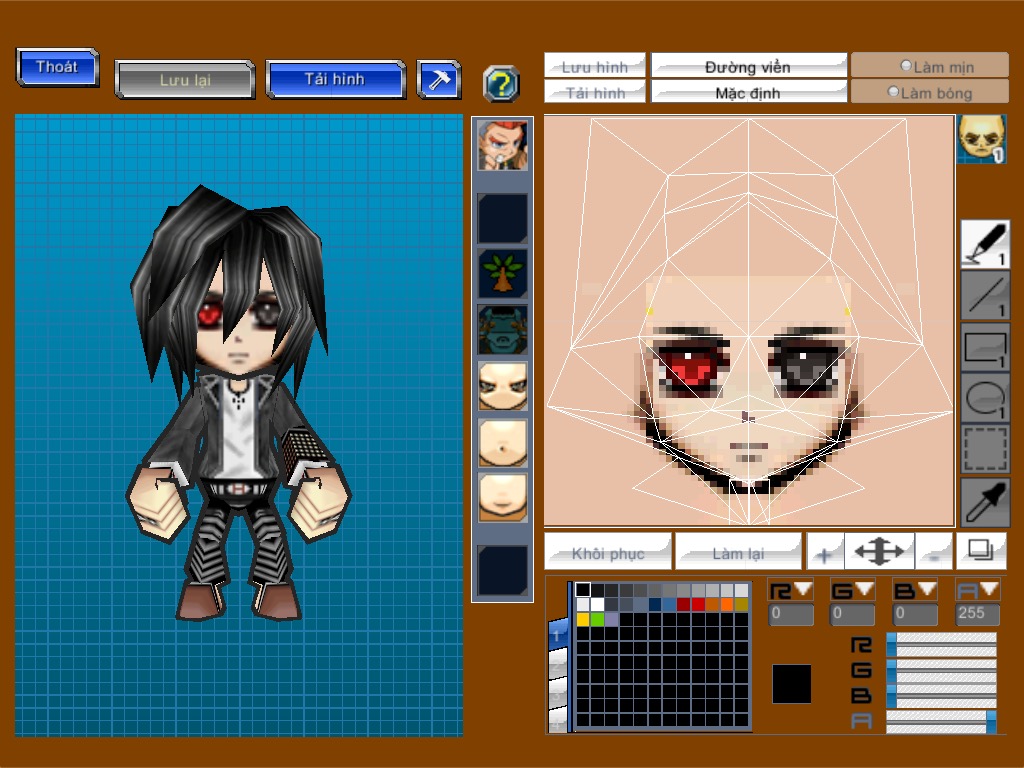 Thoát
Lưu lại
Tải hình
?
Lưu hình
Đường viền
Làm mịn
Tải hình
Mặc định
Làm bóng
1
1
1
1
1
Khôi phục
Làm lại
+
-
R
G
B
A
0
0
0
255
1
R
G
B
A